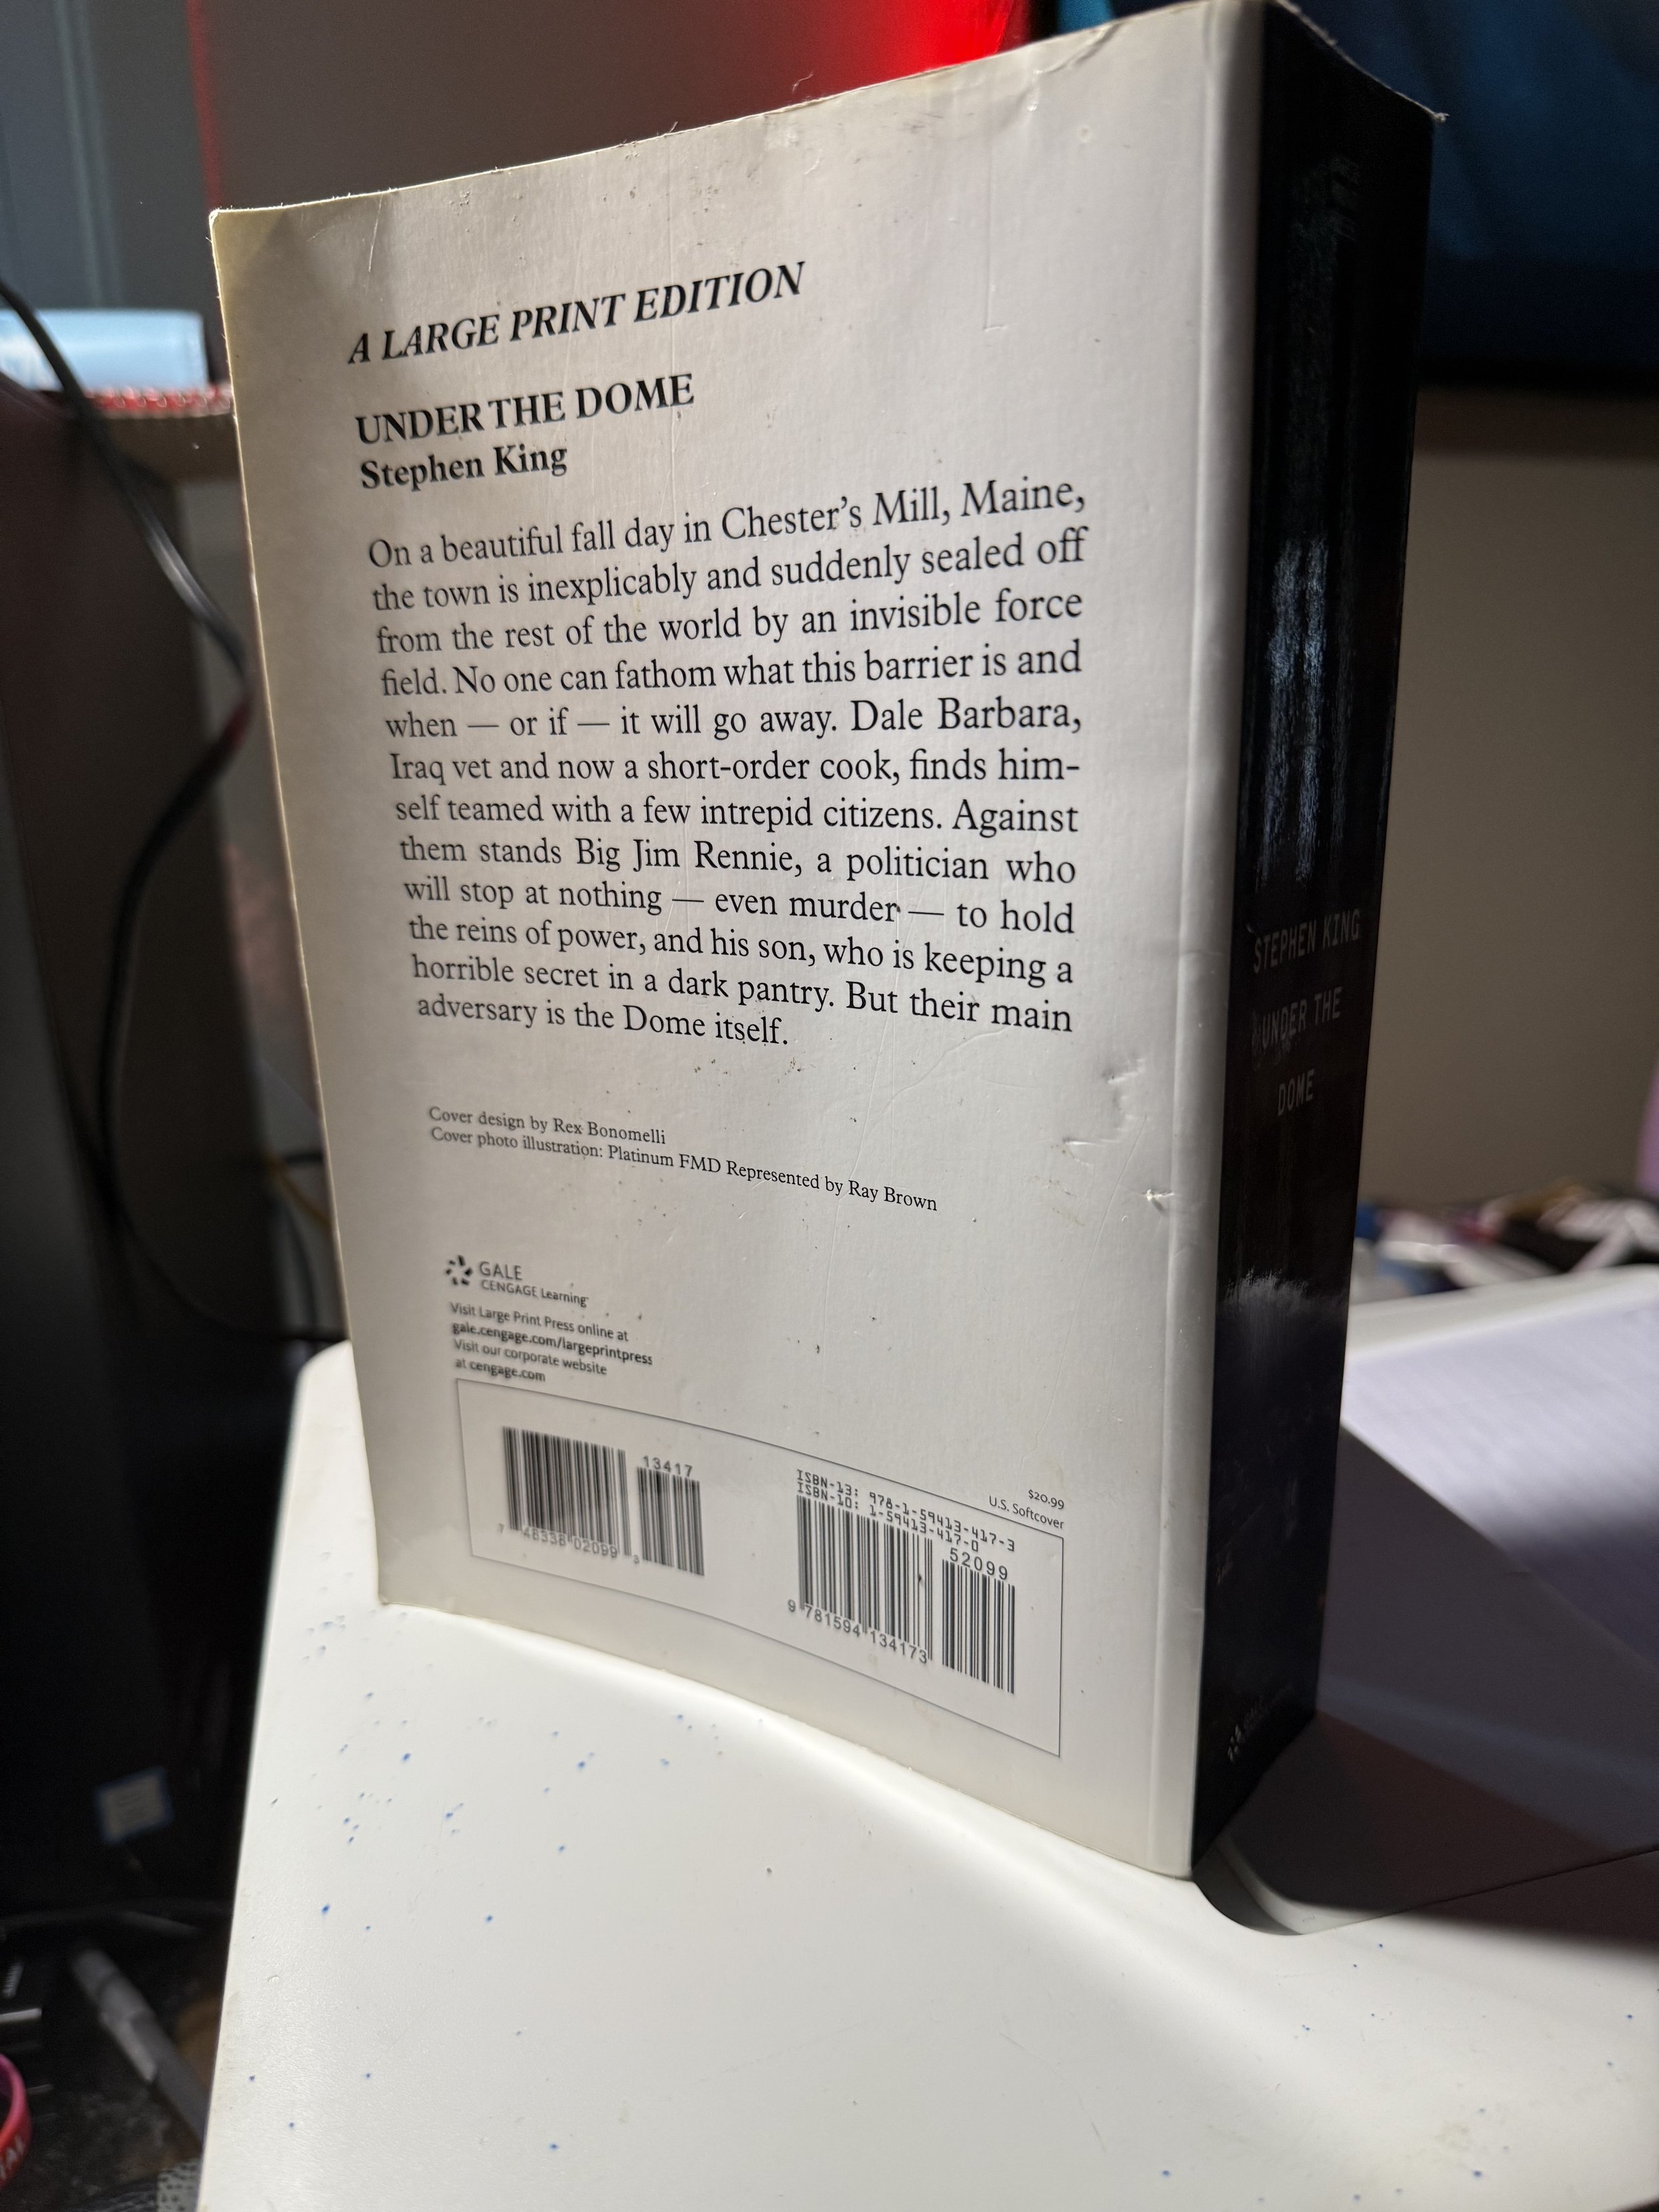 A LARGE PRINT EDITION
UNDER THE DOME
Stephen King
On a beautiful fall day in Chester's Mill, Maine,
the town is inexplicably and suddenly sealed off
from the rest of the world by an invisible force
field. No one can fathom what this barrier is and
when — or if — it will go away. Dale Barbara,
Iraq vet and now a short-order cook, finds him-
self teamed with a few intrepid citizens. Against
them stands Big Jim Rennie, a politician who
will stop at nothing — even murder — to hold
the reins of power, and his son, who is keeping a
horrible secret in a dark pantry. But their main
adversary is the Dome itself.
Cover design by Rex Bonomelli
Cover photo illustration: Platinum FMD Represented by Ray Brown
GALE
CENGAGE Learning
Visit Large Print Press online at
gale.cengage.com/largeprintpress
Visit our corporate website
at cengage.com
13417
7 48338 02099 3
$20.99
U.S. Softcover
ISBN-13: 978-1-59413-417-3
ISBN-10: 1-59413-417-0
52099
9 781594 134173
STEPHEN KING
UNDER THE
DOME